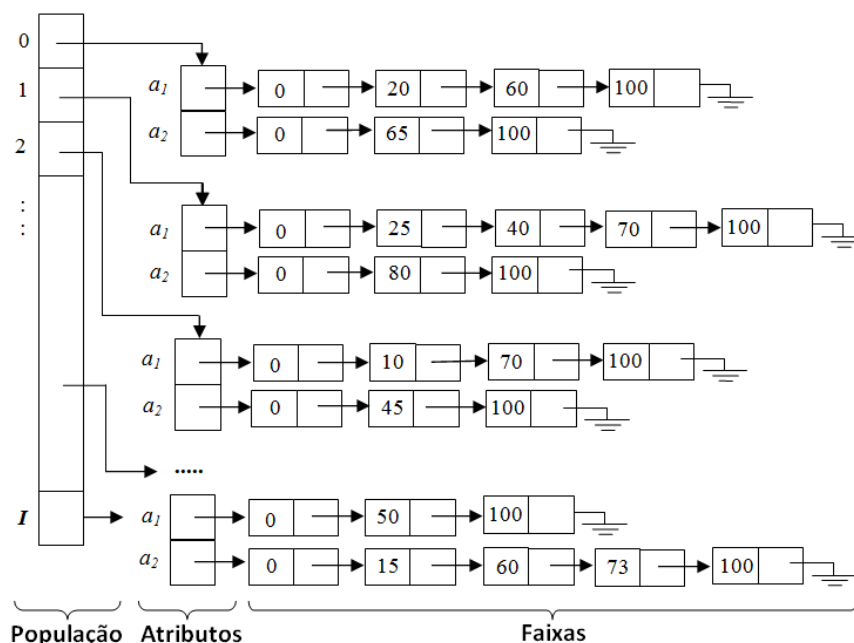 0
a1 0 20 60 100
1
a2 0 65 100
2
:
:
a1 0 25 40 70 100
a2 0 80 100
a1 0 10 70 100
a2 0 45 100
.....
I a1 0 50 100
a2 0 15 60 73 100
População Atributos Faixas